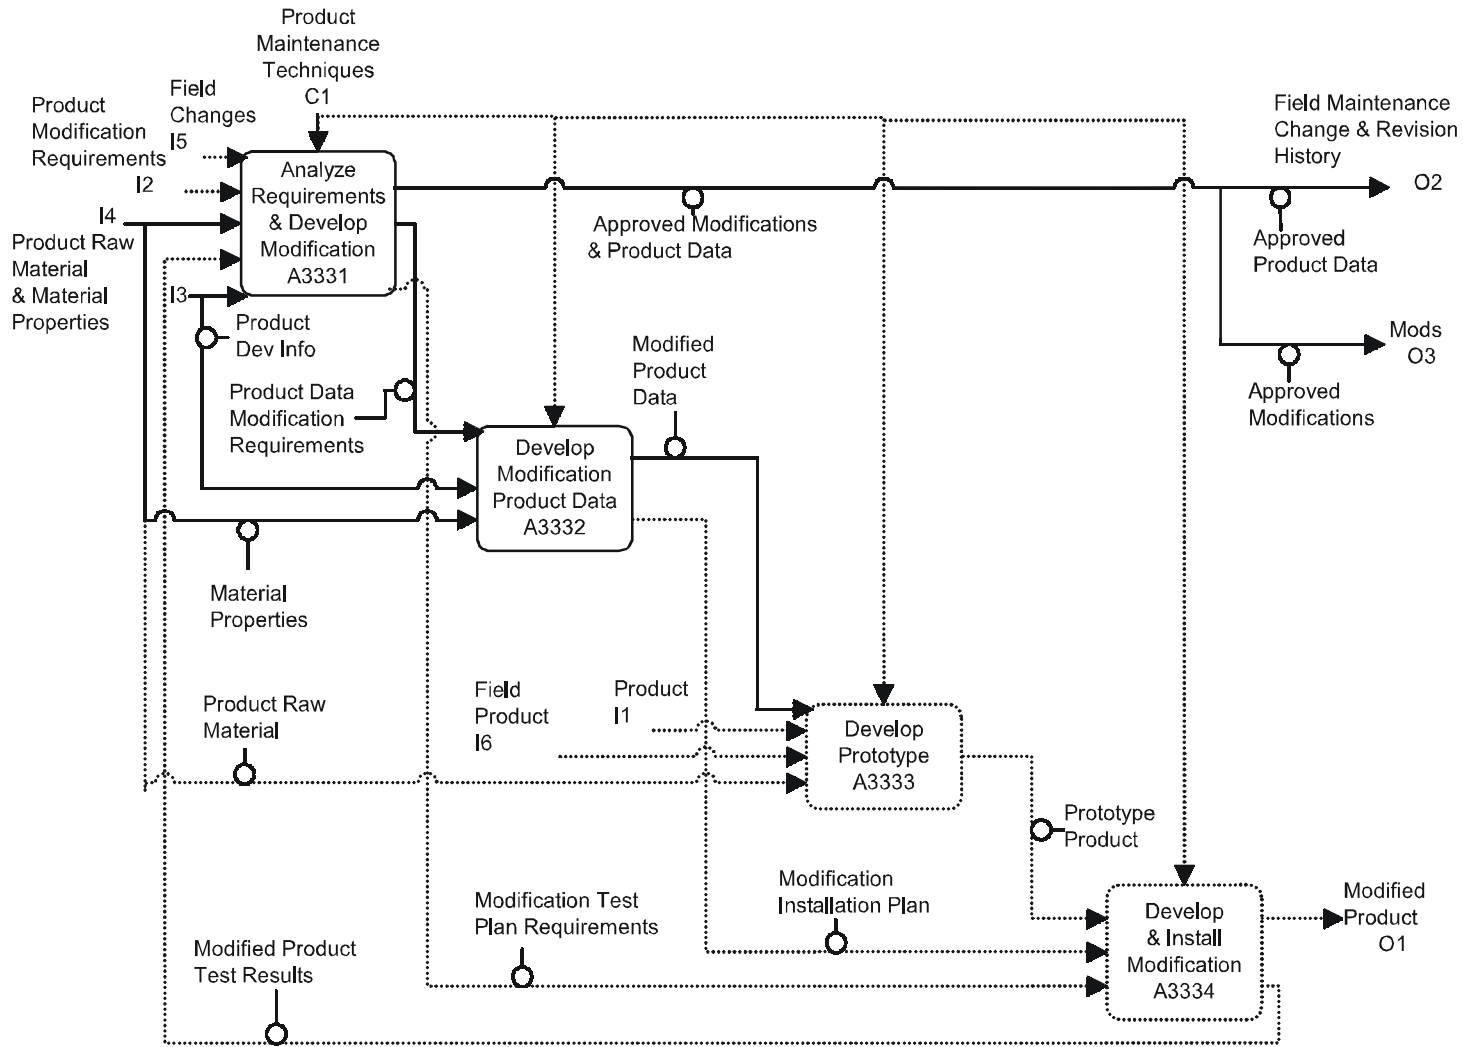 Product
Maintenance
Techniques
C1
Field
Changes
I5
Product
Modification
Requirements
I2
I4
Product Raw
Material
& Material
Properties
I3
Analyze
Requirements
& Develop
Modification
A3331
Field Maintenance
Change & Revision
History
O2
Approved Modifications
& Product Data
Approved
Product Data
Mods
O3
Approved
Modifications
Product
Dev Info
Product Data
Modification
Requirements
Modified
Product
Data
Develop
Modification
Product Data
A3332
Material
Properties
Product Raw
Material
Field
Product
I6
Product
I1
Develop
Prototype
A3333
Prototype
Product
Modification Test
Plan Requirements
Modification
Installation Plan
Modified Product
Test Results
Develop
& Install
Modification
A3334
Modified
Product
O1